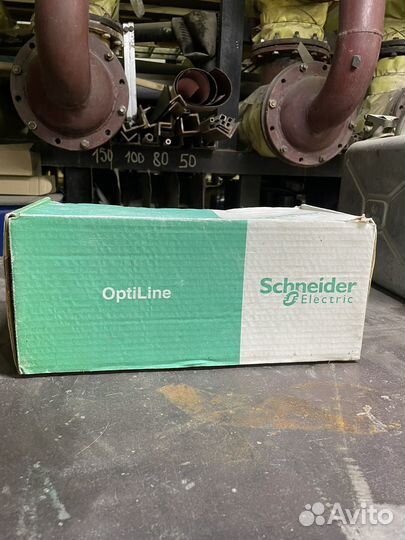 150 100 80 50
OptiLine
Schneider
Electric
Avito